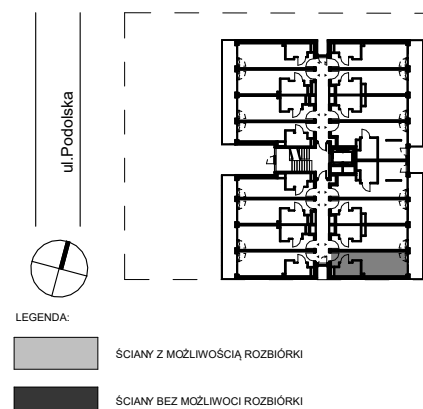 ul.Podolska
LEGENDA:
ŚCIANY Z MOŻLIWOŚCIĄ ROZBIÓRKI
ŚCIANY BEZ MOŻLIWOCI ROZBIÓRKI